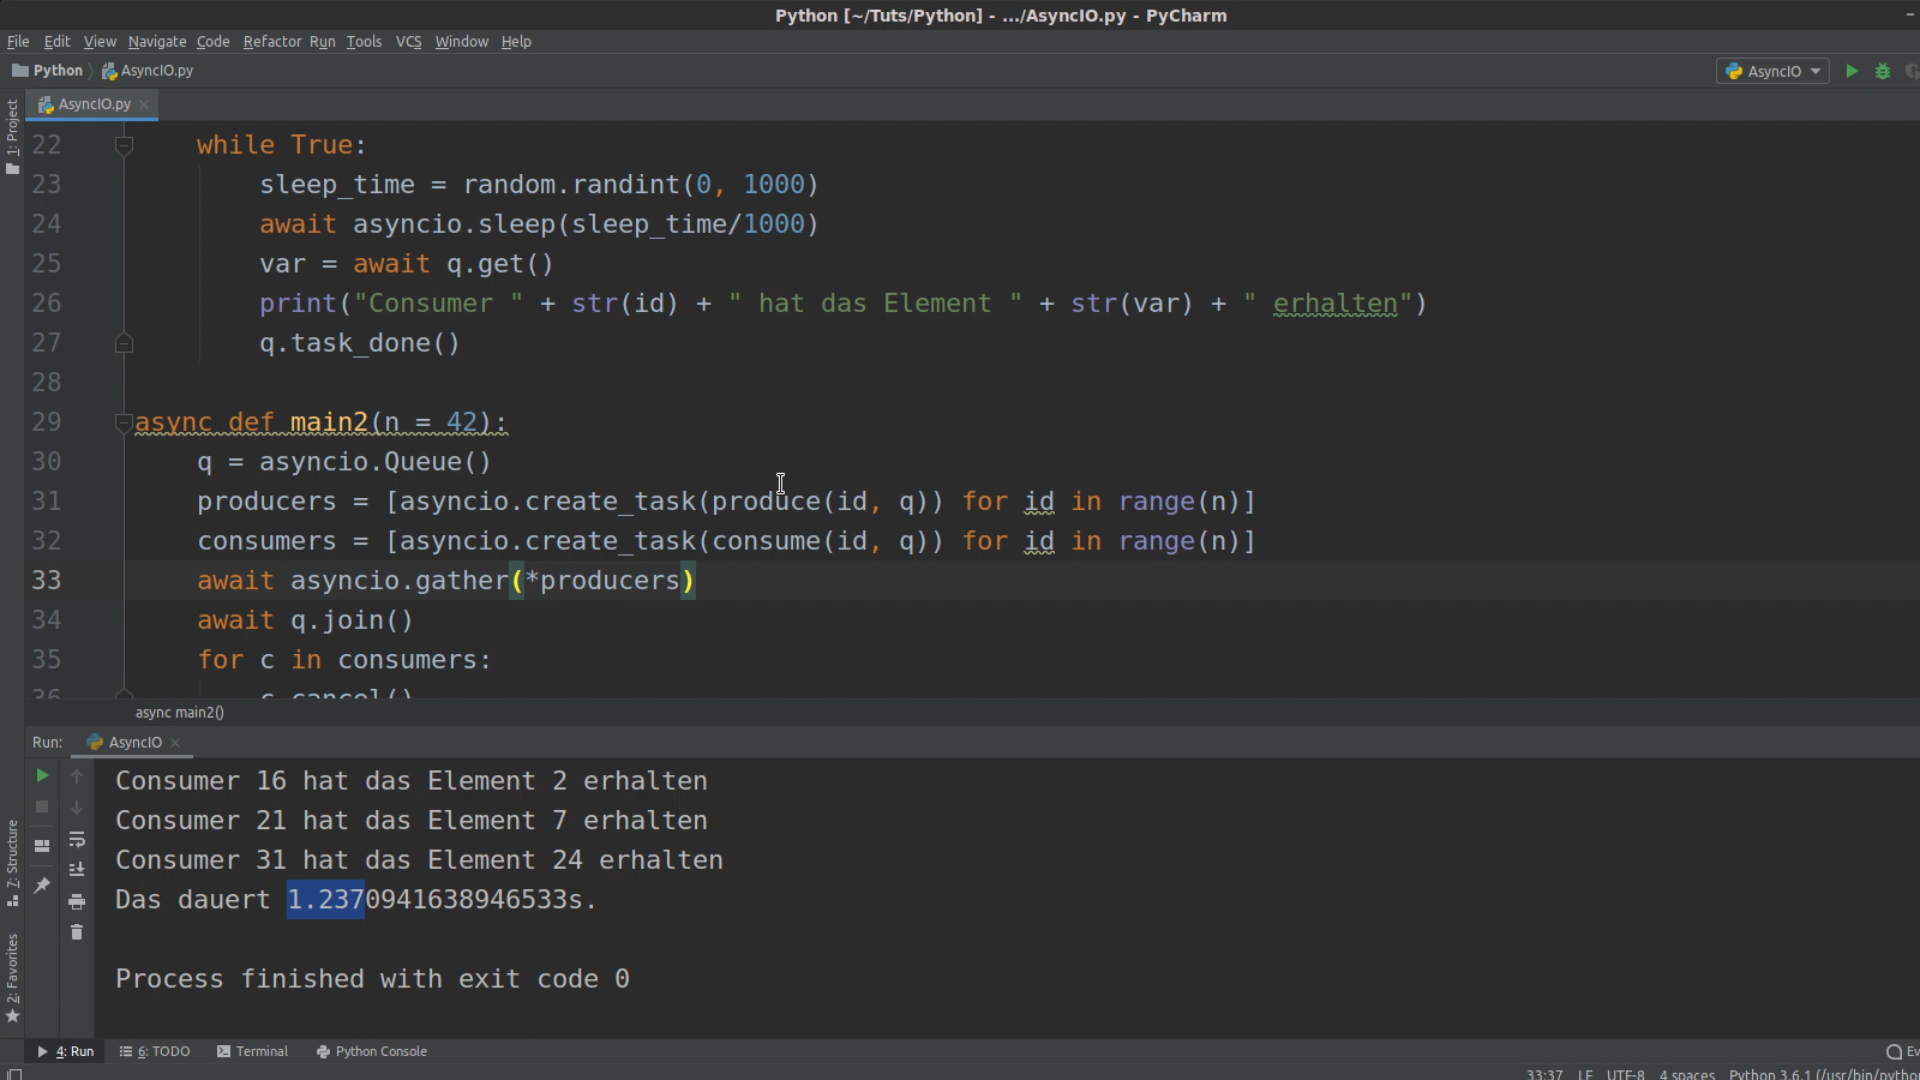 Python [~/Tuts/Python] - .../AsyncIO.py - PyCharm
File Edit View Navigate Code Refactor Run Tools VCS Window Help
Python AsyncIO.py AsyncIO
AsyncIO.py
1: Project
22 while True:
23 sleep_time = random.randint(0, 1000)
24 await asyncio.sleep(sleep_time/1000)
25 var = await q.get()
26 print("Consumer " + str(id) + " hat das Element " + str(var) + " erhalten")
27 q.task_done()
28
29 async def main2(n = 42):
30 q = asyncio.Queue()
31 producers = [asyncio.create_task(produce(id, q)) for id in range(n)]
32 consumers = [asyncio.create_task(consume(id, q)) for id in range(n)]
33 await asyncio.gather(*producers)
34 await q.join()
35 for c in consumers:
36 c.cancel()
async main2()
Run: AsyncIO
Consumer 16 hat das Element 2 erhalten
Consumer 21 hat das Element 7 erhalten
Consumer 31 hat das Element 24 erhalten
Das dauert 1.2370941638946533s.
Process finished with exit code 0
7: Structure
2: Favorites
4: Run 6: TODO Terminal Python Console Ev
33:37 LF UTF-8 4 spaces Python 3.6.1 (/usr/bin/pytho